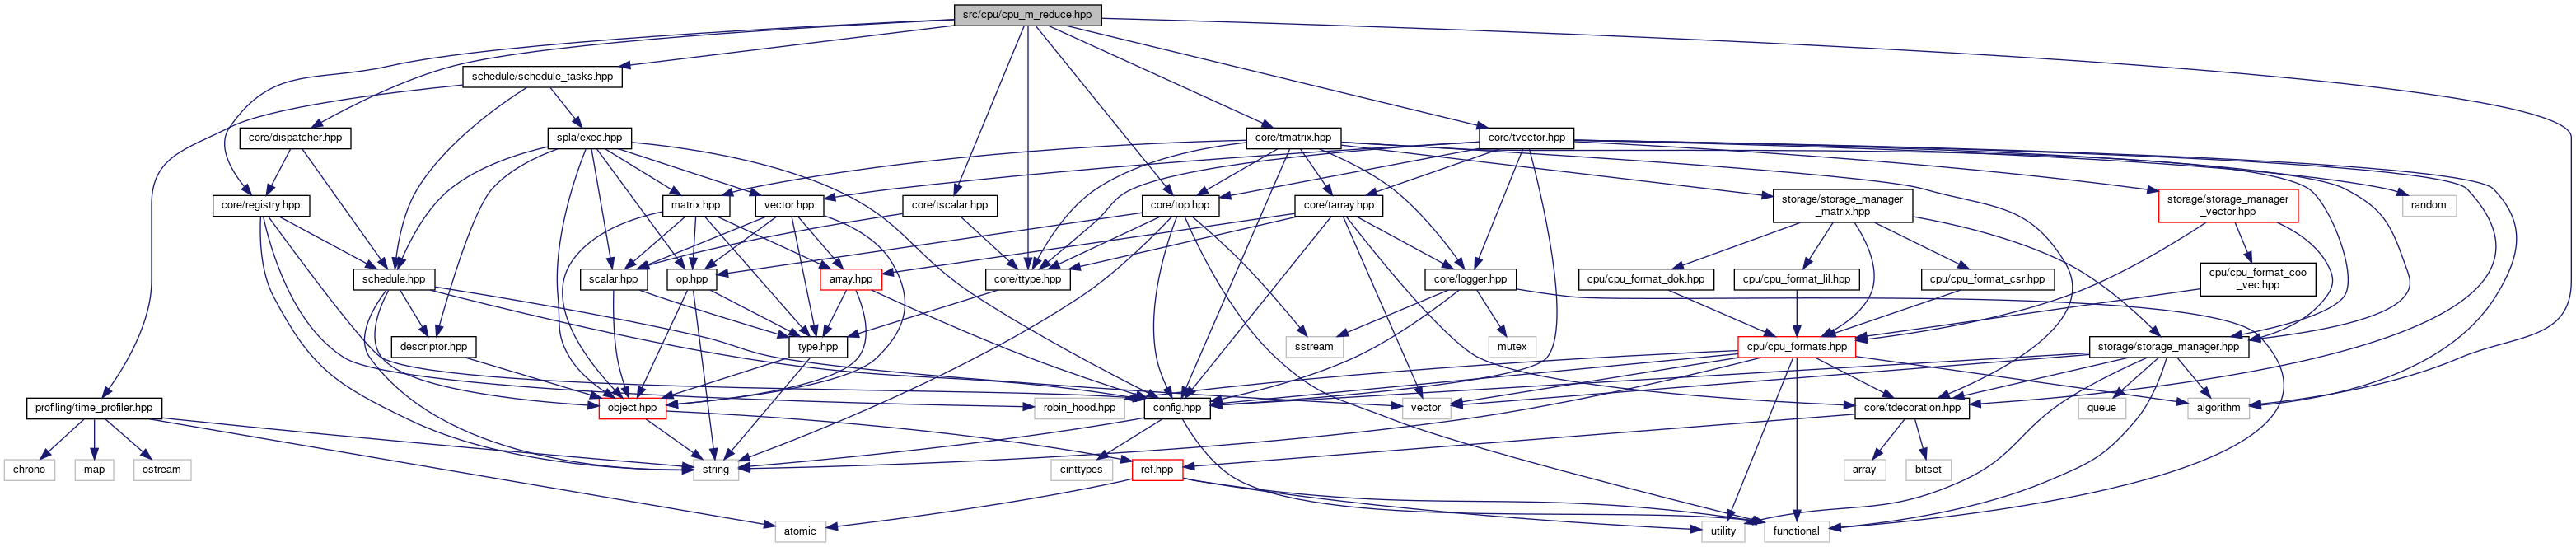 src/cpu/cpu_m_reduce.hpp
schedule/schedule_tasks.hpp
core/dispatcher.hpp
spla/exec.hpp
core/tmatrix.hpp
core/tvector.hpp
core/registry.hpp
matrix.hpp
vector.hpp
core/tscalar.hpp
core/top.hpp
core/tarray.hpp
storage/storage_manager
_matrix.hpp
storage/storage_manager
_vector.hpp
random
schedule.hpp
scalar.hpp
op.hpp
array.hpp
core/ttype.hpp
core/logger.hpp
cpu/cpu_format_dok.hpp
cpu/cpu_format_lil.hpp
cpu/cpu_format_csr.hpp
cpu/cpu_format_coo
_vec.hpp
descriptor.hpp
type.hpp
sstream
mutex
cpu/cpu_formats.hpp
storage/storage_manager.hpp
profiling/time_profiler.hpp
object.hpp
robin_hood.hpp
config.hpp
vector
core/tdecoration.hpp
queue
algorithm
chrono
map
ostream
string
cinttypes
ref.hpp
array
bitset
atomic
utility
functional